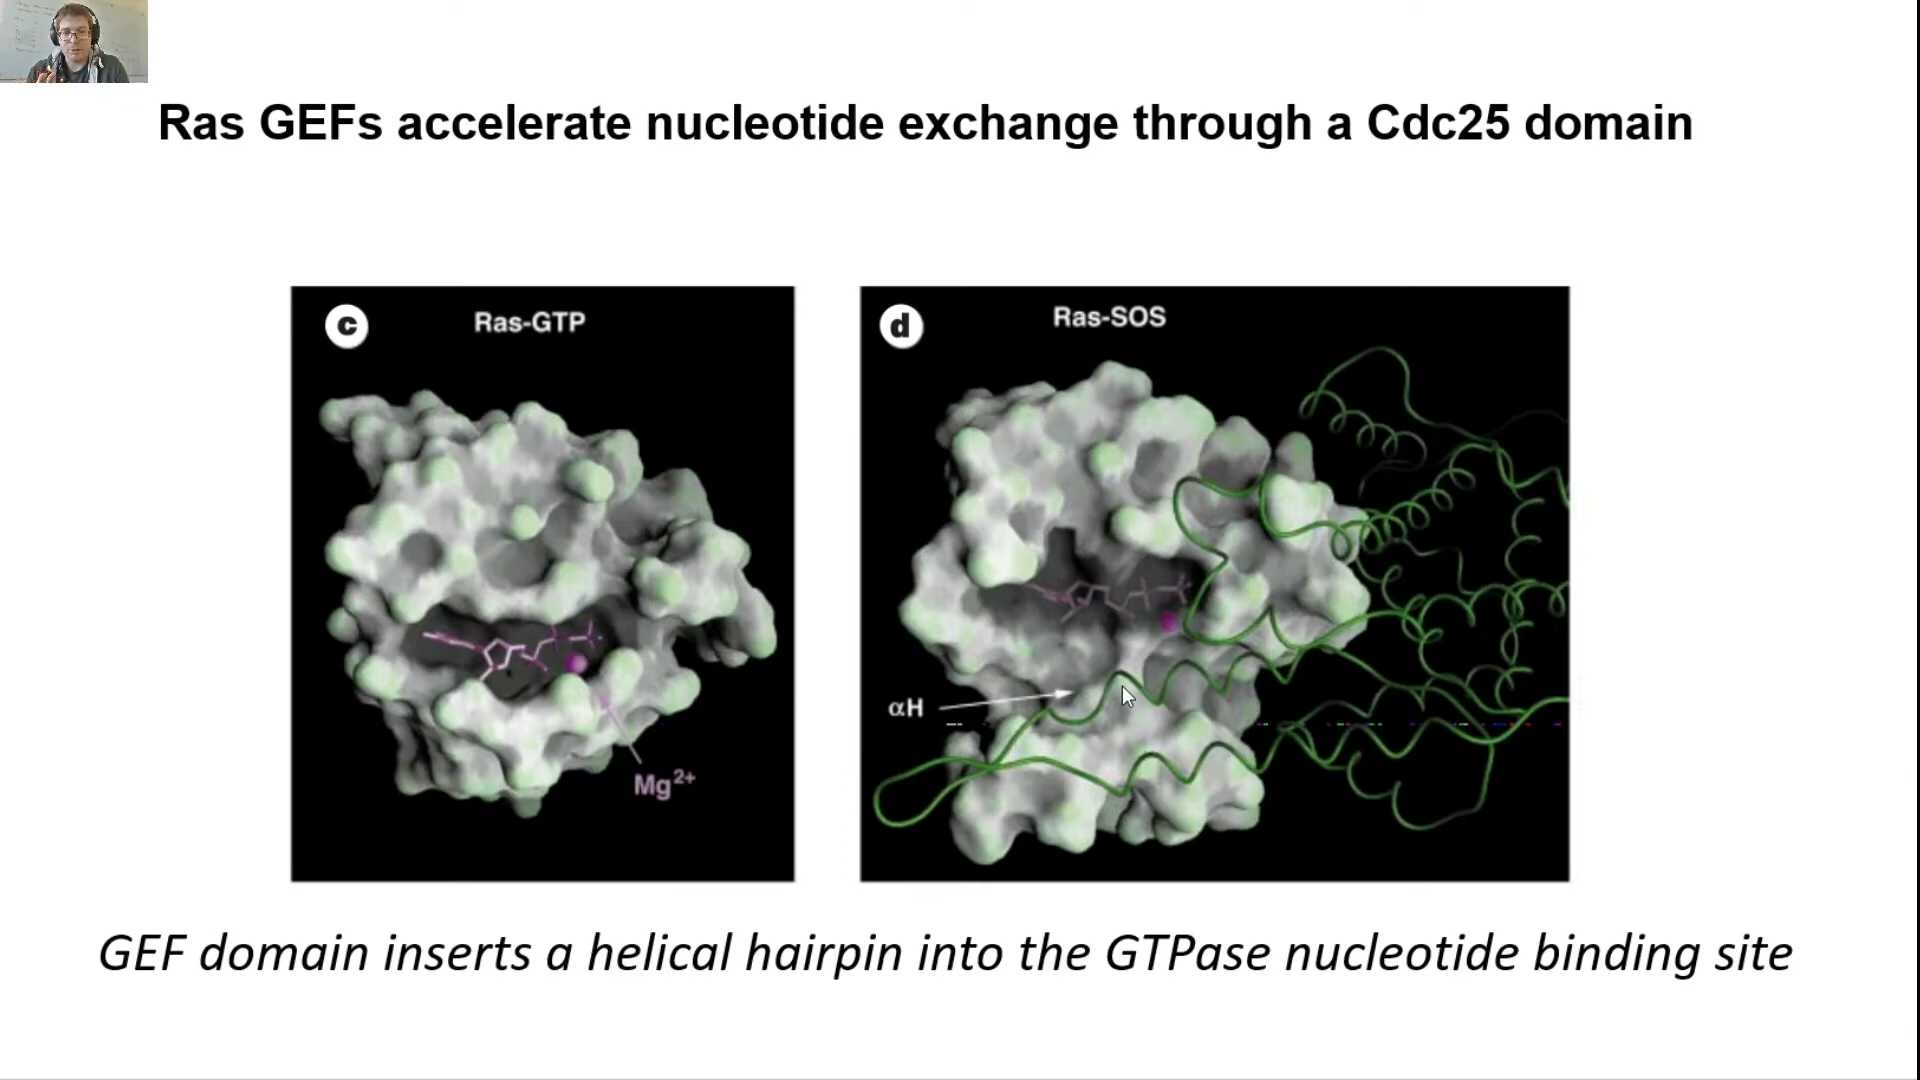 Ras GEFs accelerate nucleotide exchange through a Cdc25 domain
c
Ras-GTP
Mg²⁺
d
Ras-SOS
αH
GEF domain inserts a helical hairpin into the GTPase nucleotide binding site